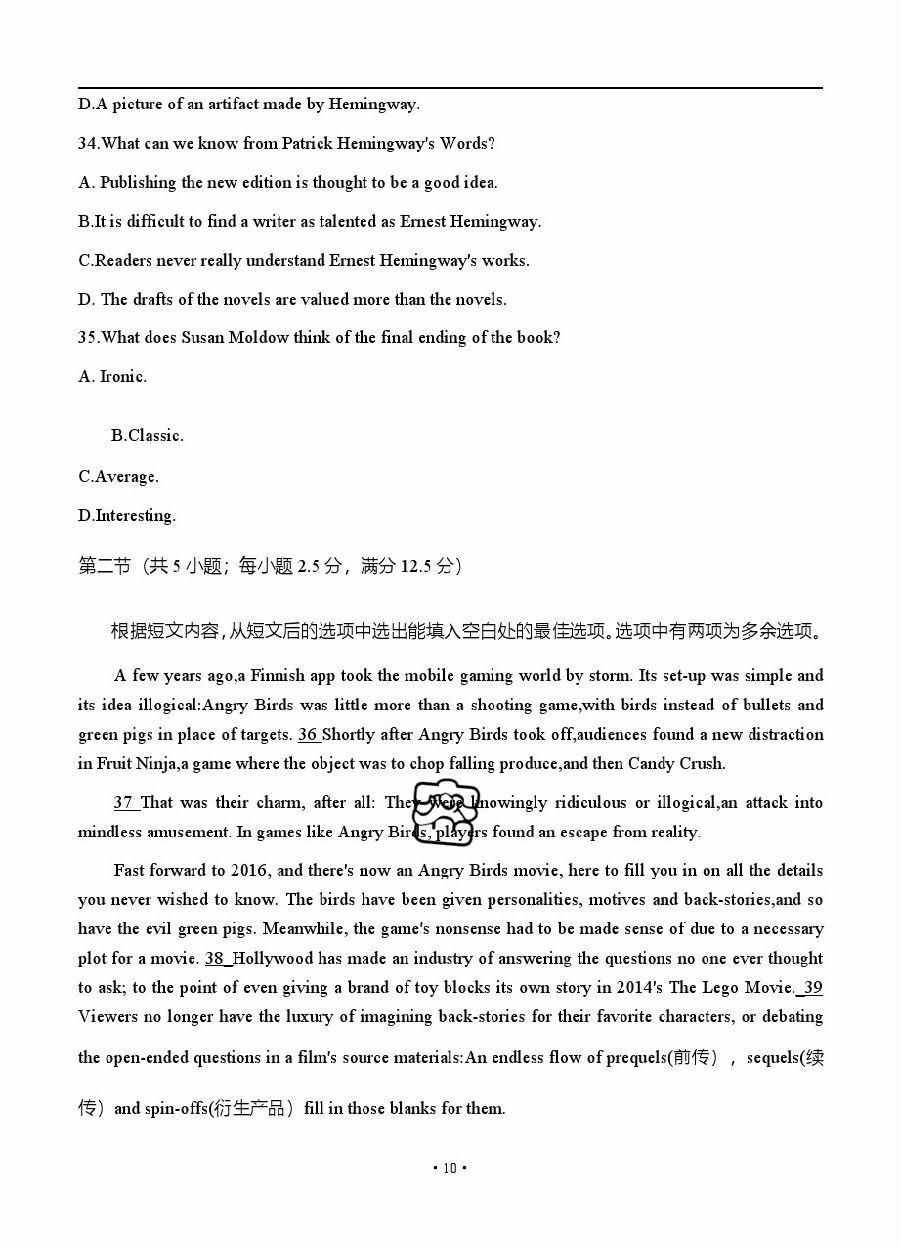 D.A picture of an artifact made by Hemingway.
34.What can we know from Patrick Hemingway's Words?
A. Publishing the new edition is thought to be a good idea.
B.It is difficult to find a writer as talented as Ernest Hemingway.
C.Readers never really understand Ernest Hemingway's works.
D. The drafts of the novels are valued more than the novels.
35.What does Susan Moldow think of the final ending of the book?
A. Ironic.
B.Classic.
C.Average.
D.Interesting.
第二节（共 5 小题；每小题 2.5 分，满分 12.5 分）
根据短文内容，从短文后的选项中选出能填入空白处的最佳选项。选项中有两项为多余选项。
A few years ago,a Finnish app took the mobile gaming world by storm. Its set-up was simple and
its idea illogical:Angry Birds was little more than a shooting game,with birds instead of bullets and
green pigs in place of targets. 36 Shortly after Angry Birds took off,audiences found a new distraction
in Fruit Ninja,a game where the object was to chop falling produce,and then Candy Crush.
37 That was their charm, after all: They were knowingly ridiculous or illogical,an attack into
mindless amusement. In games like Angry Birds, players found an escape from reality.
Fast forward to 2016, and there's now an Angry Birds movie, here to fill you in on all the details
you never wished to know. The birds have been given personalities, motives and back-stories,and so
have the evil green pigs. Meanwhile, the game's nonsense had to be made sense of due to a necessary
plot for a movie. 38 Hollywood has made an industry of answering the questions no one ever thought
to ask; to the point of even giving a brand of toy blocks its own story in 2014's The Lego Movie. 39
Viewers no longer have the luxury of imagining back-stories for their favorite characters, or debating
the open-ended questions in a film's source materials:An endless flow of prequels(前传），sequels(续
传）and spin-offs(衍生产品）fill in those blanks for them.
• 10 •